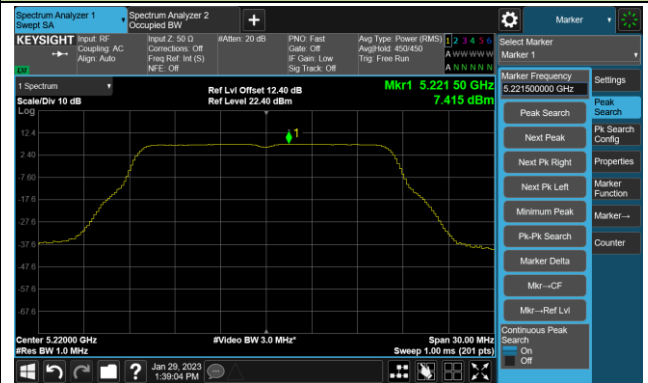 Spectrum Analyzer 1
Swept SA
Spectrum Analyzer 2
Occupied BW
Marker
KEYSIGHT
Input: RF
Coupling: AC
Align: Auto
Input Z: 50 Ω
Corrections: Off
Freq Ref: Int (S)
NFE: Off
#Atten: 20 dB
PNO: Fast
Gate: Off
IF Gain: Low
Sig Track: Off
Avg Type: Power (RMS)
Avg|Hold: 450/450
Trig: Free Run
1 2 3 4 5 6
A W W W W W
A N N N N N
Select Marker
Marker 1
1 Spectrum
Scale/Div 10 dB
Log
Ref Lvl Offset 12.40 dB
Ref Level 22.40 dBm
Mkr1 5.221 50 GHz
7.415 dBm
12.4
2.40
-7.60
-17.6
-27.6
-37.6
-47.6
-57.6
-67.6
1
Center 5.22000 GHz
#Res BW 1.0 MHz
#Video BW 3.0 MHz*
Span 30.00 MHz
Sweep 1.00 ms (201 pts)
Marker Frequency
5.221500000 GHz
Peak Search
Next Peak
Next Pk Right
Next Pk Left
Minimum Peak
Pk-Pk Search
Marker Delta
Mkr→CF
Mkr→Ref Lvl
Continuous Peak
Search
On
Off
Settings
Peak
Search
Pk Search
Config
Properties
Marker
Function
Marker→
Counter
Jan 29, 2023
1:39:04 PM